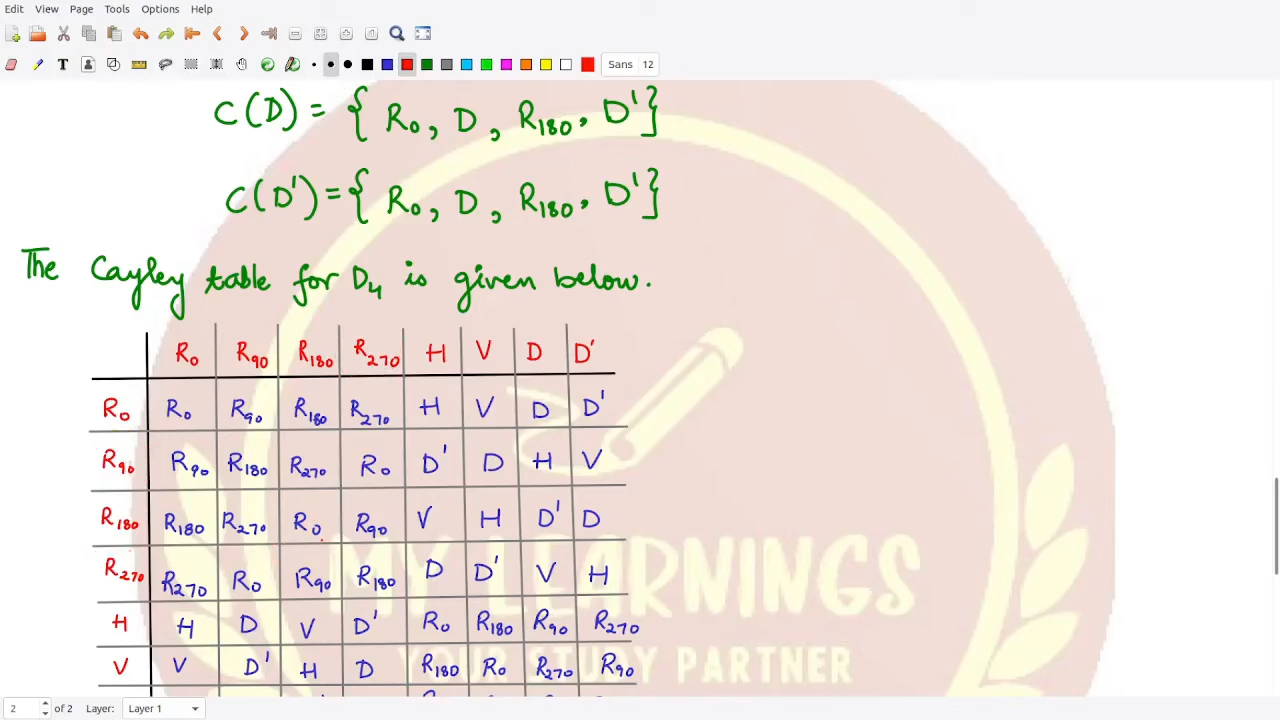 Edit View Page Tools Options Help
Sans 12
C(D) = { R₀, D, R₁₈₀, D'}
C(D') = { R₀, D, R₁₈₀, D'}
The Cayley table for D₄ is given below.
R₀ R₉₀ R₁₈₀ R₂₇₀ H V D D'
R₀ R₀ R₉₀ R₁₈₀ R₂₇₀ H V D D'
R₉₀ R₉₀ R₁₈₀ R₂₇₀ R₀ D' D H V
R₁₈₀ R₁₈₀ R₂₇₀ R₀ R₉₀ V H D' D
R₂₇₀ R₂₇₀ R₀ R₉₀ R₁₈₀ D D' V H
H H D V D' R₀ R₁₈₀ R₉₀ R₂₇₀
V V D' H D R₁₈₀ R₀ R₂₇₀ R₉₀
MY LEARNINGS
YOUR STUDY PARTNER
2 of 2 Layer: Layer 1